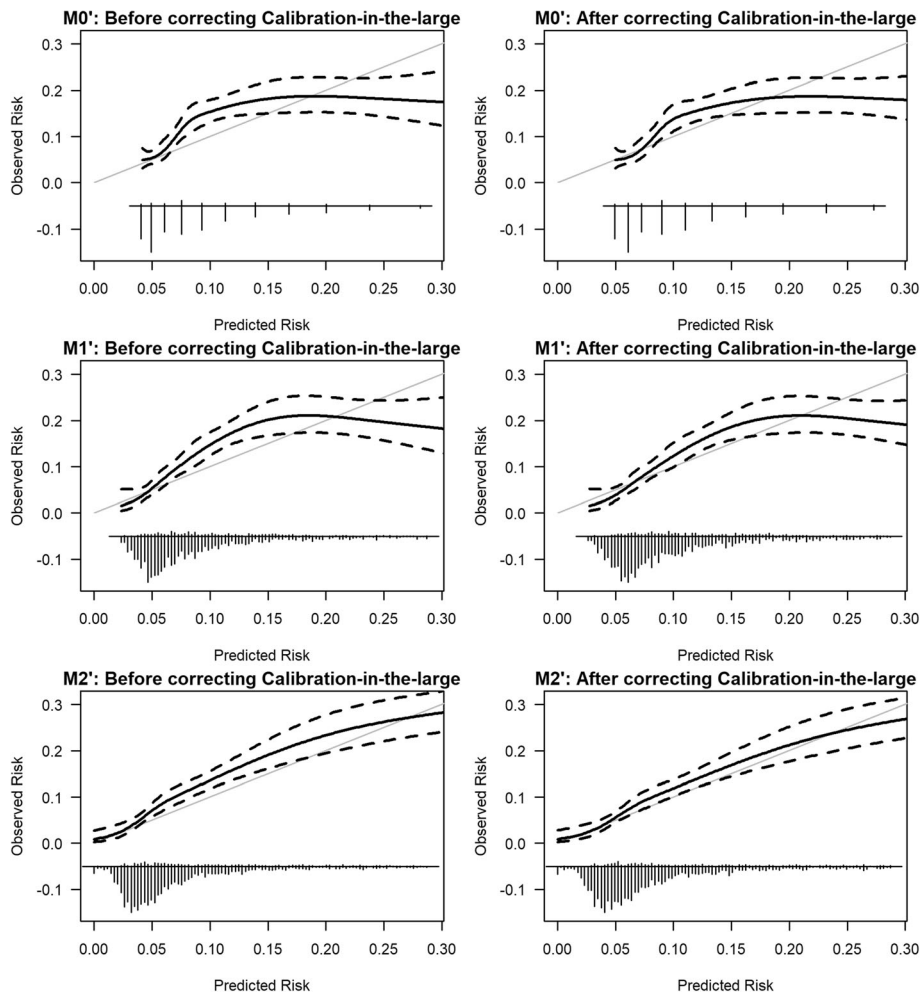 M0': Before correcting Calibration-in-the-large
0.3
0.2
0.1
0.0
-0.1
Observed Risk
0.00 0.05 0.10 0.15 0.20 0.25 0.30
Predicted Risk
M0': After correcting Calibration-in-the-large
0.3
0.2
0.1
0.0
-0.1
Observed Risk
0.00 0.05 0.10 0.15 0.20 0.25 0.30
Predicted Risk
M1': Before correcting Calibration-in-the-large
0.3
0.2
0.1
0.0
-0.1
Observed Risk
0.00 0.05 0.10 0.15 0.20 0.25 0.30
Predicted Risk
M1': After correcting Calibration-in-the-large
0.3
0.2
0.1
0.0
-0.1
Observed Risk
0.00 0.05 0.10 0.15 0.20 0.25 0.30
Predicted Risk
M2': Before correcting Calibration-in-the-large
0.3
0.2
0.1
0.0
-0.1
Observed Risk
0.00 0.05 0.10 0.15 0.20 0.25 0.30
Predicted Risk
M2': After correcting Calibration-in-the-large
0.3
0.2
0.1
0.0
-0.1
Observed Risk
0.00 0.05 0.10 0.15 0.20 0.25 0.30
Predicted Risk